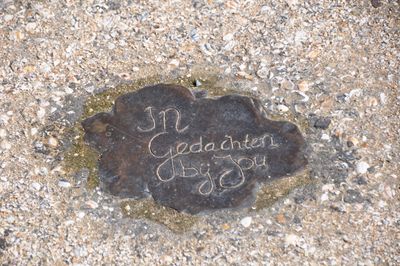 In
Gedachten
bij Jou